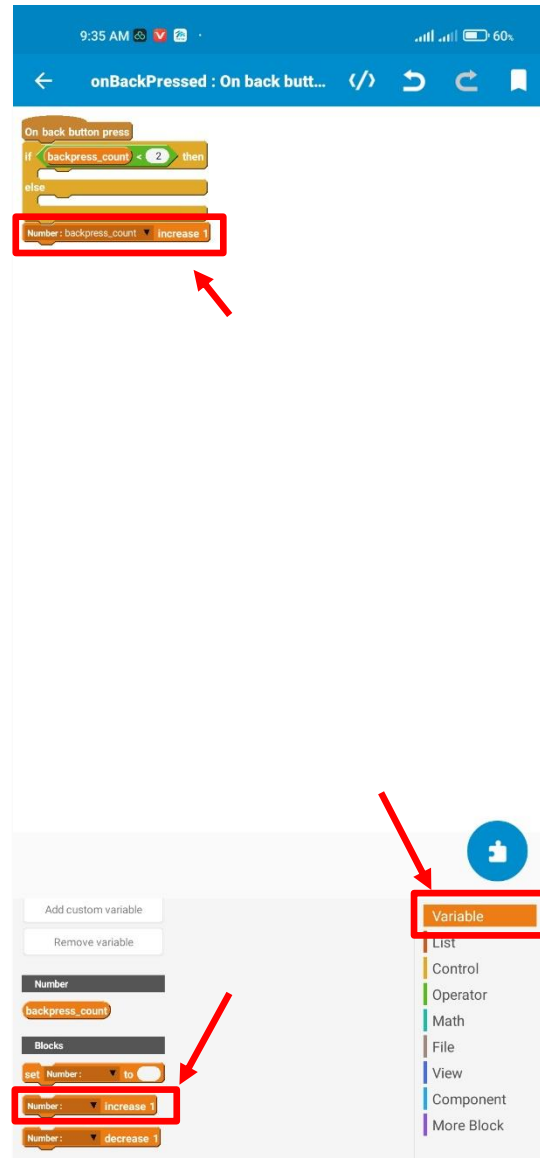 9:35 AM
60%
onBackPressed : On back butt...
On back button press
if backpress_count < 2 then
else
Number: backpress_count increase 1
Add custom variable
Remove variable
Number
backpress_count
Blocks
set Number: to
Number: increase 1
Number: decrease 1
Variable
List
Control
Operator
Math
File
View
Component
More Block